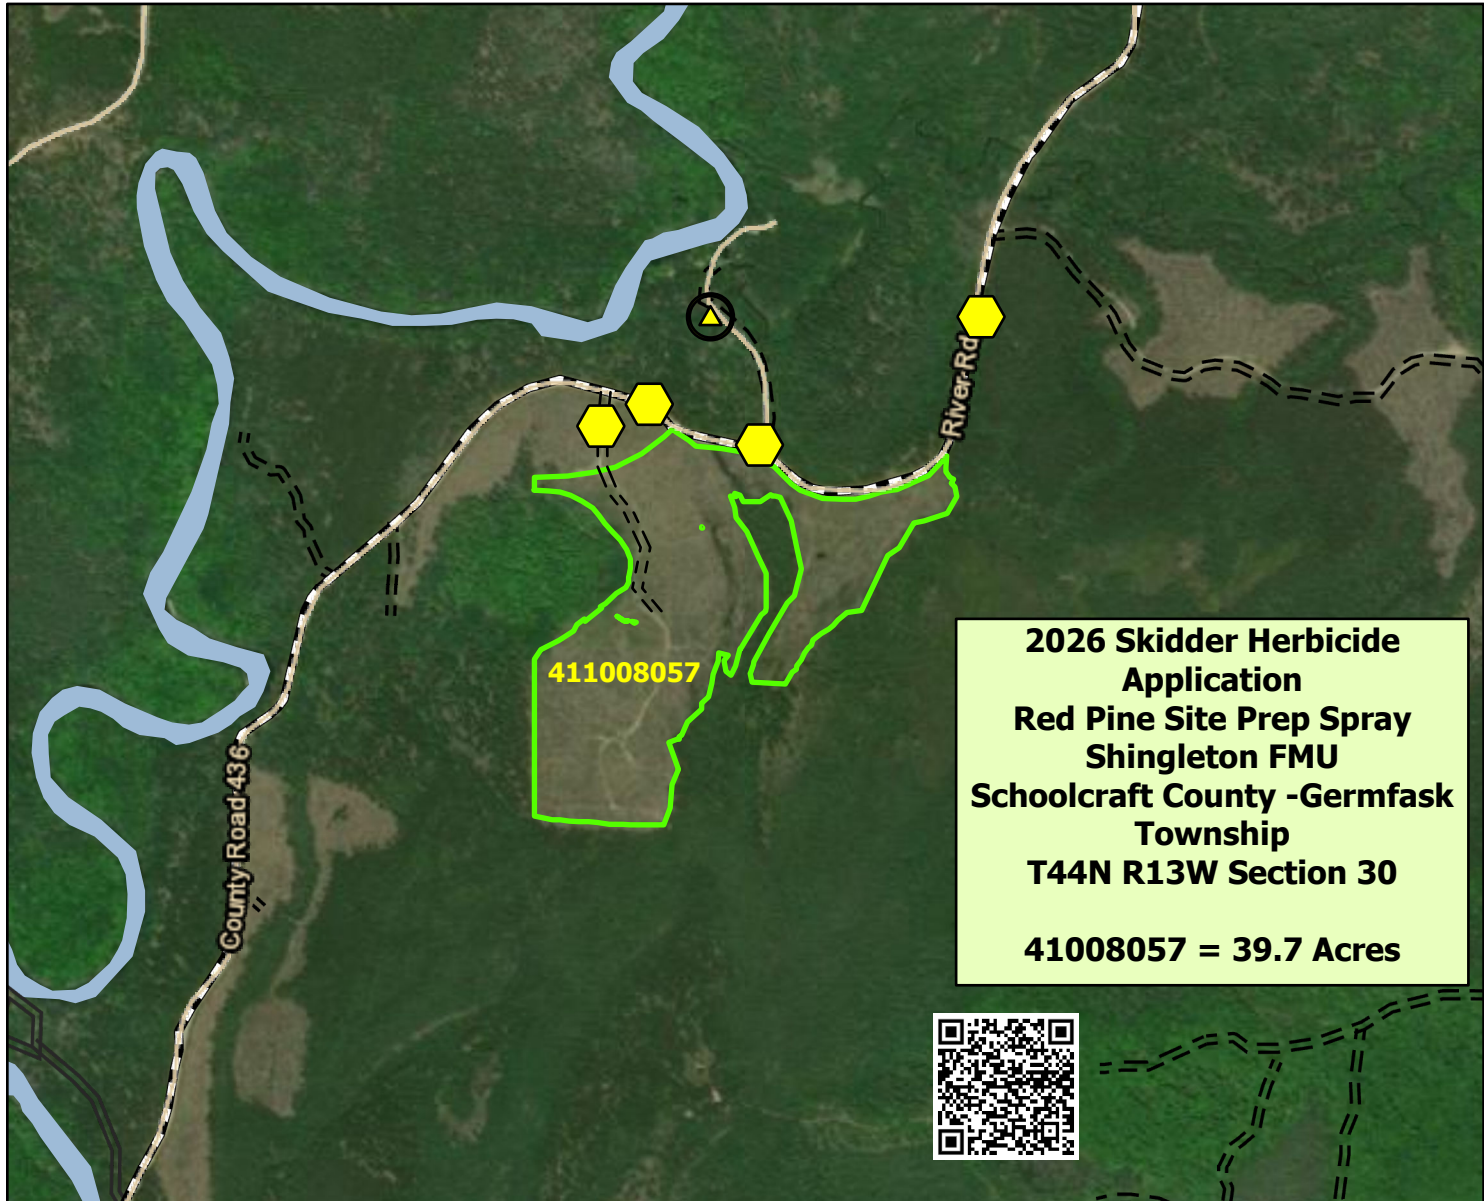 River Rd
411008057
County Road 436
2026 Skidder Herbicide
Application
Red Pine Site Prep Spray
Shingleton FMU
Schoolcraft County -Germfask
Township
T44N R13W Section 30
41008057 = 39.7 Acres